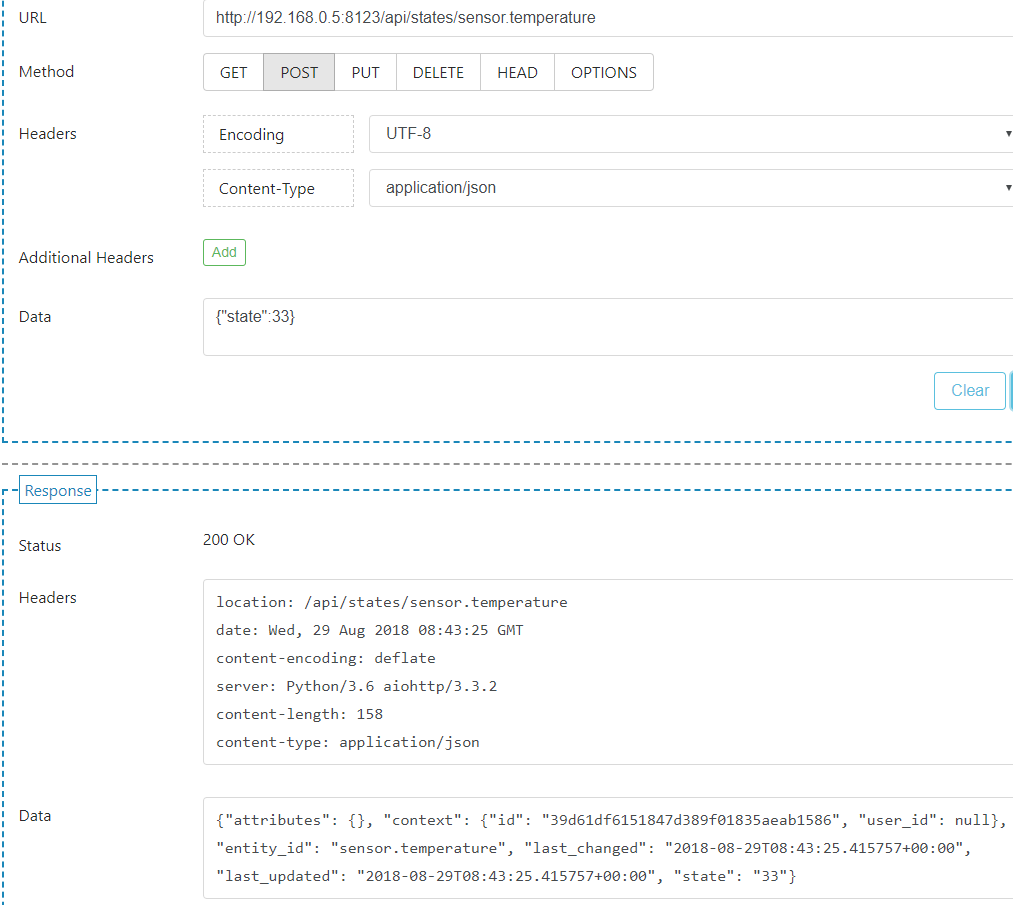 URL http://192.168.0.5:8123/api/states/sensor.temperature
Method GET POST PUT DELETE HEAD OPTIONS
Headers Encoding UTF-8
Content-Type application/json
Additional Headers Add
Data {"state":33}
Clear
Response
Status 200 OK
Headers location: /api/states/sensor.temperature
date: Wed, 29 Aug 2018 08:43:25 GMT
content-encoding: deflate
server: Python/3.6 aiohttp/3.3.2
content-length: 158
content-type: application/json
Data {"attributes": {}, "context": {"id": "39d61df6151847d389f01835aeab1586", "user_id": null},
"entity_id": "sensor.temperature", "last_changed": "2018-08-29T08:43:25.415757+00:00",
"last_updated": "2018-08-29T08:43:25.415757+00:00", "state": "33"}